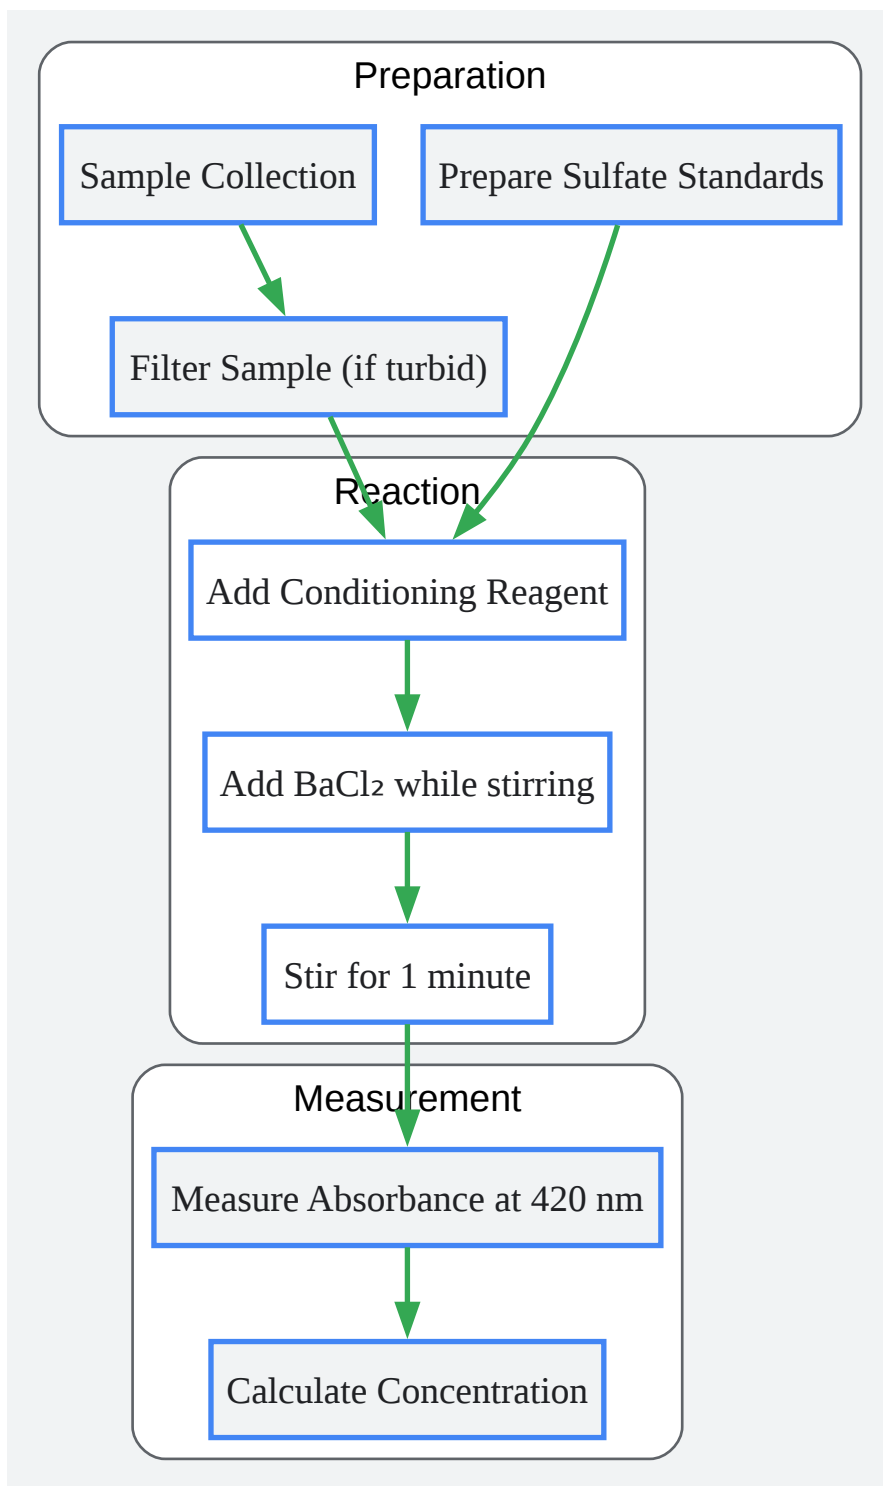 Preparation
Sample Collection
Prepare Sulfate Standards
Filter Sample (if turbid)
Reaction
Add Conditioning Reagent
Add BaCl₂ while stirring
Stir for 1 minute
Measurement
Measure Absorbance at 420 nm
Calculate Concentration